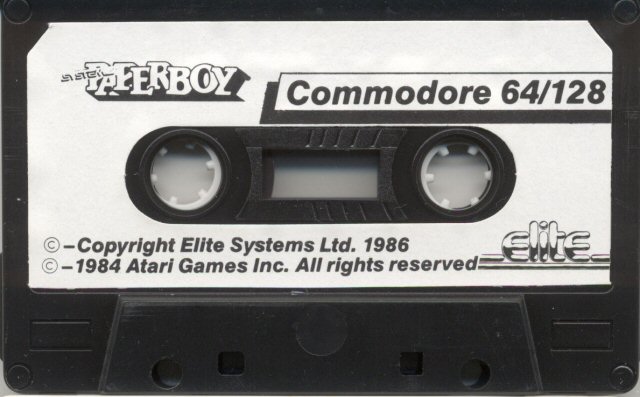 PAPERBOY
Commodore 64/128
©-Copyright Elite Systems Ltd. 1986
©-1984 Atari Games Inc. All rights reserved
Elite